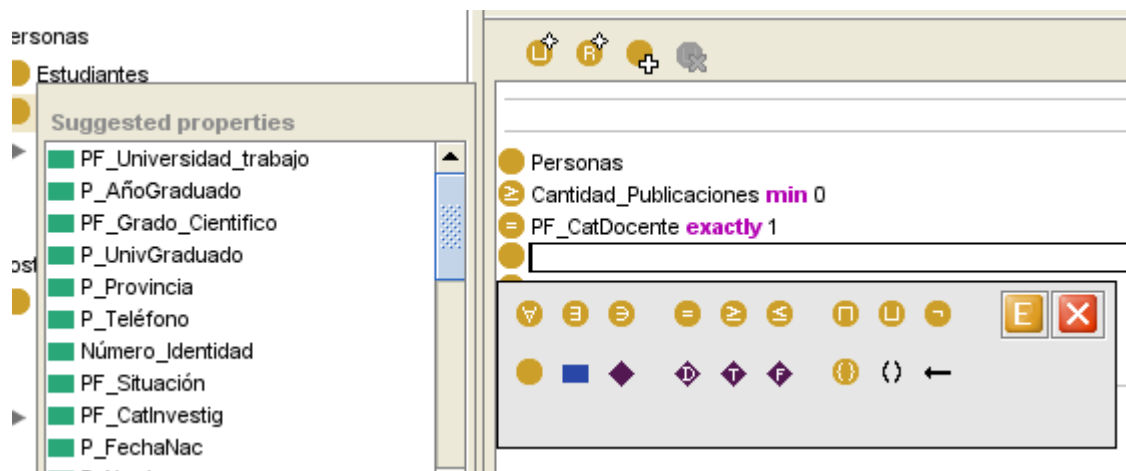 ersonas
Estudiantes
Suggested properties
PF_Universidad_trabajo
P_AñoGraduado
PF_Grado_Cientifico
P_UnivGraduado
P_Provincia
P_Teléfono
Número_Identidad
PF_Situación
PF_CatInvestig
P_FechaNac
ost
Personas
Cantidad_Publicaciones min 0
PF_CatDocente exactly 1
∀ ∃ ∋ = ≥ ≤ ⊓ ⊔ ¬ E
D T F {} ()